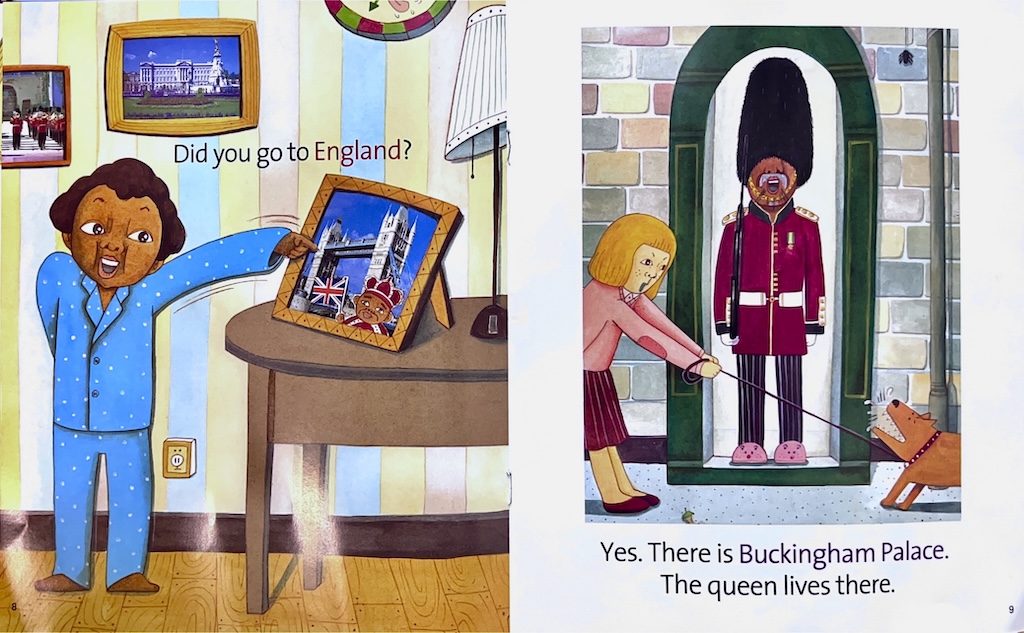 Did you go to England?
8
Yes. There is Buckingham Palace.
The queen lives there.
9